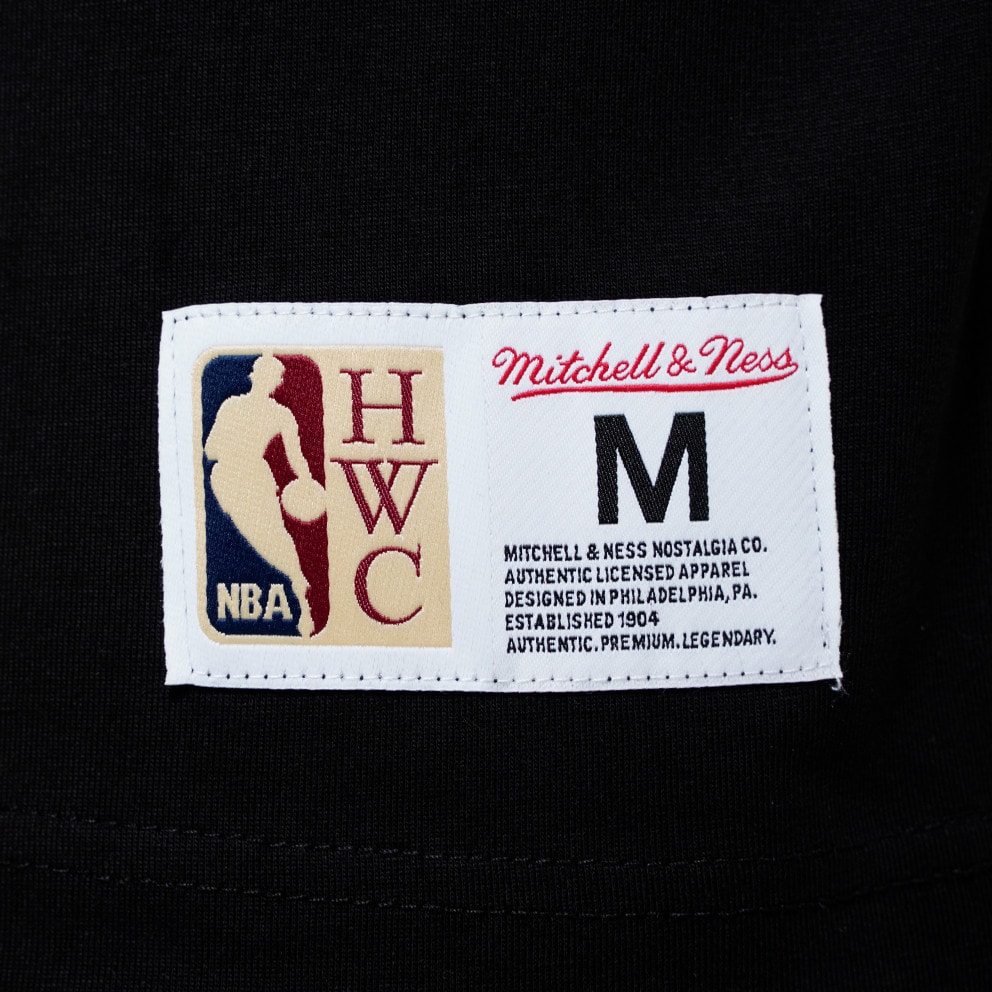 NBA
H
W
C
Mitchell & Ness
M
MITCHELL & NESS NOSTALGIA CO.
AUTHENTIC LICENSED APPAREL
DESIGNED IN PHILADELPHIA, PA.
ESTABLISHED 1904
AUTHENTIC. PREMIUM. LEGENDARY.